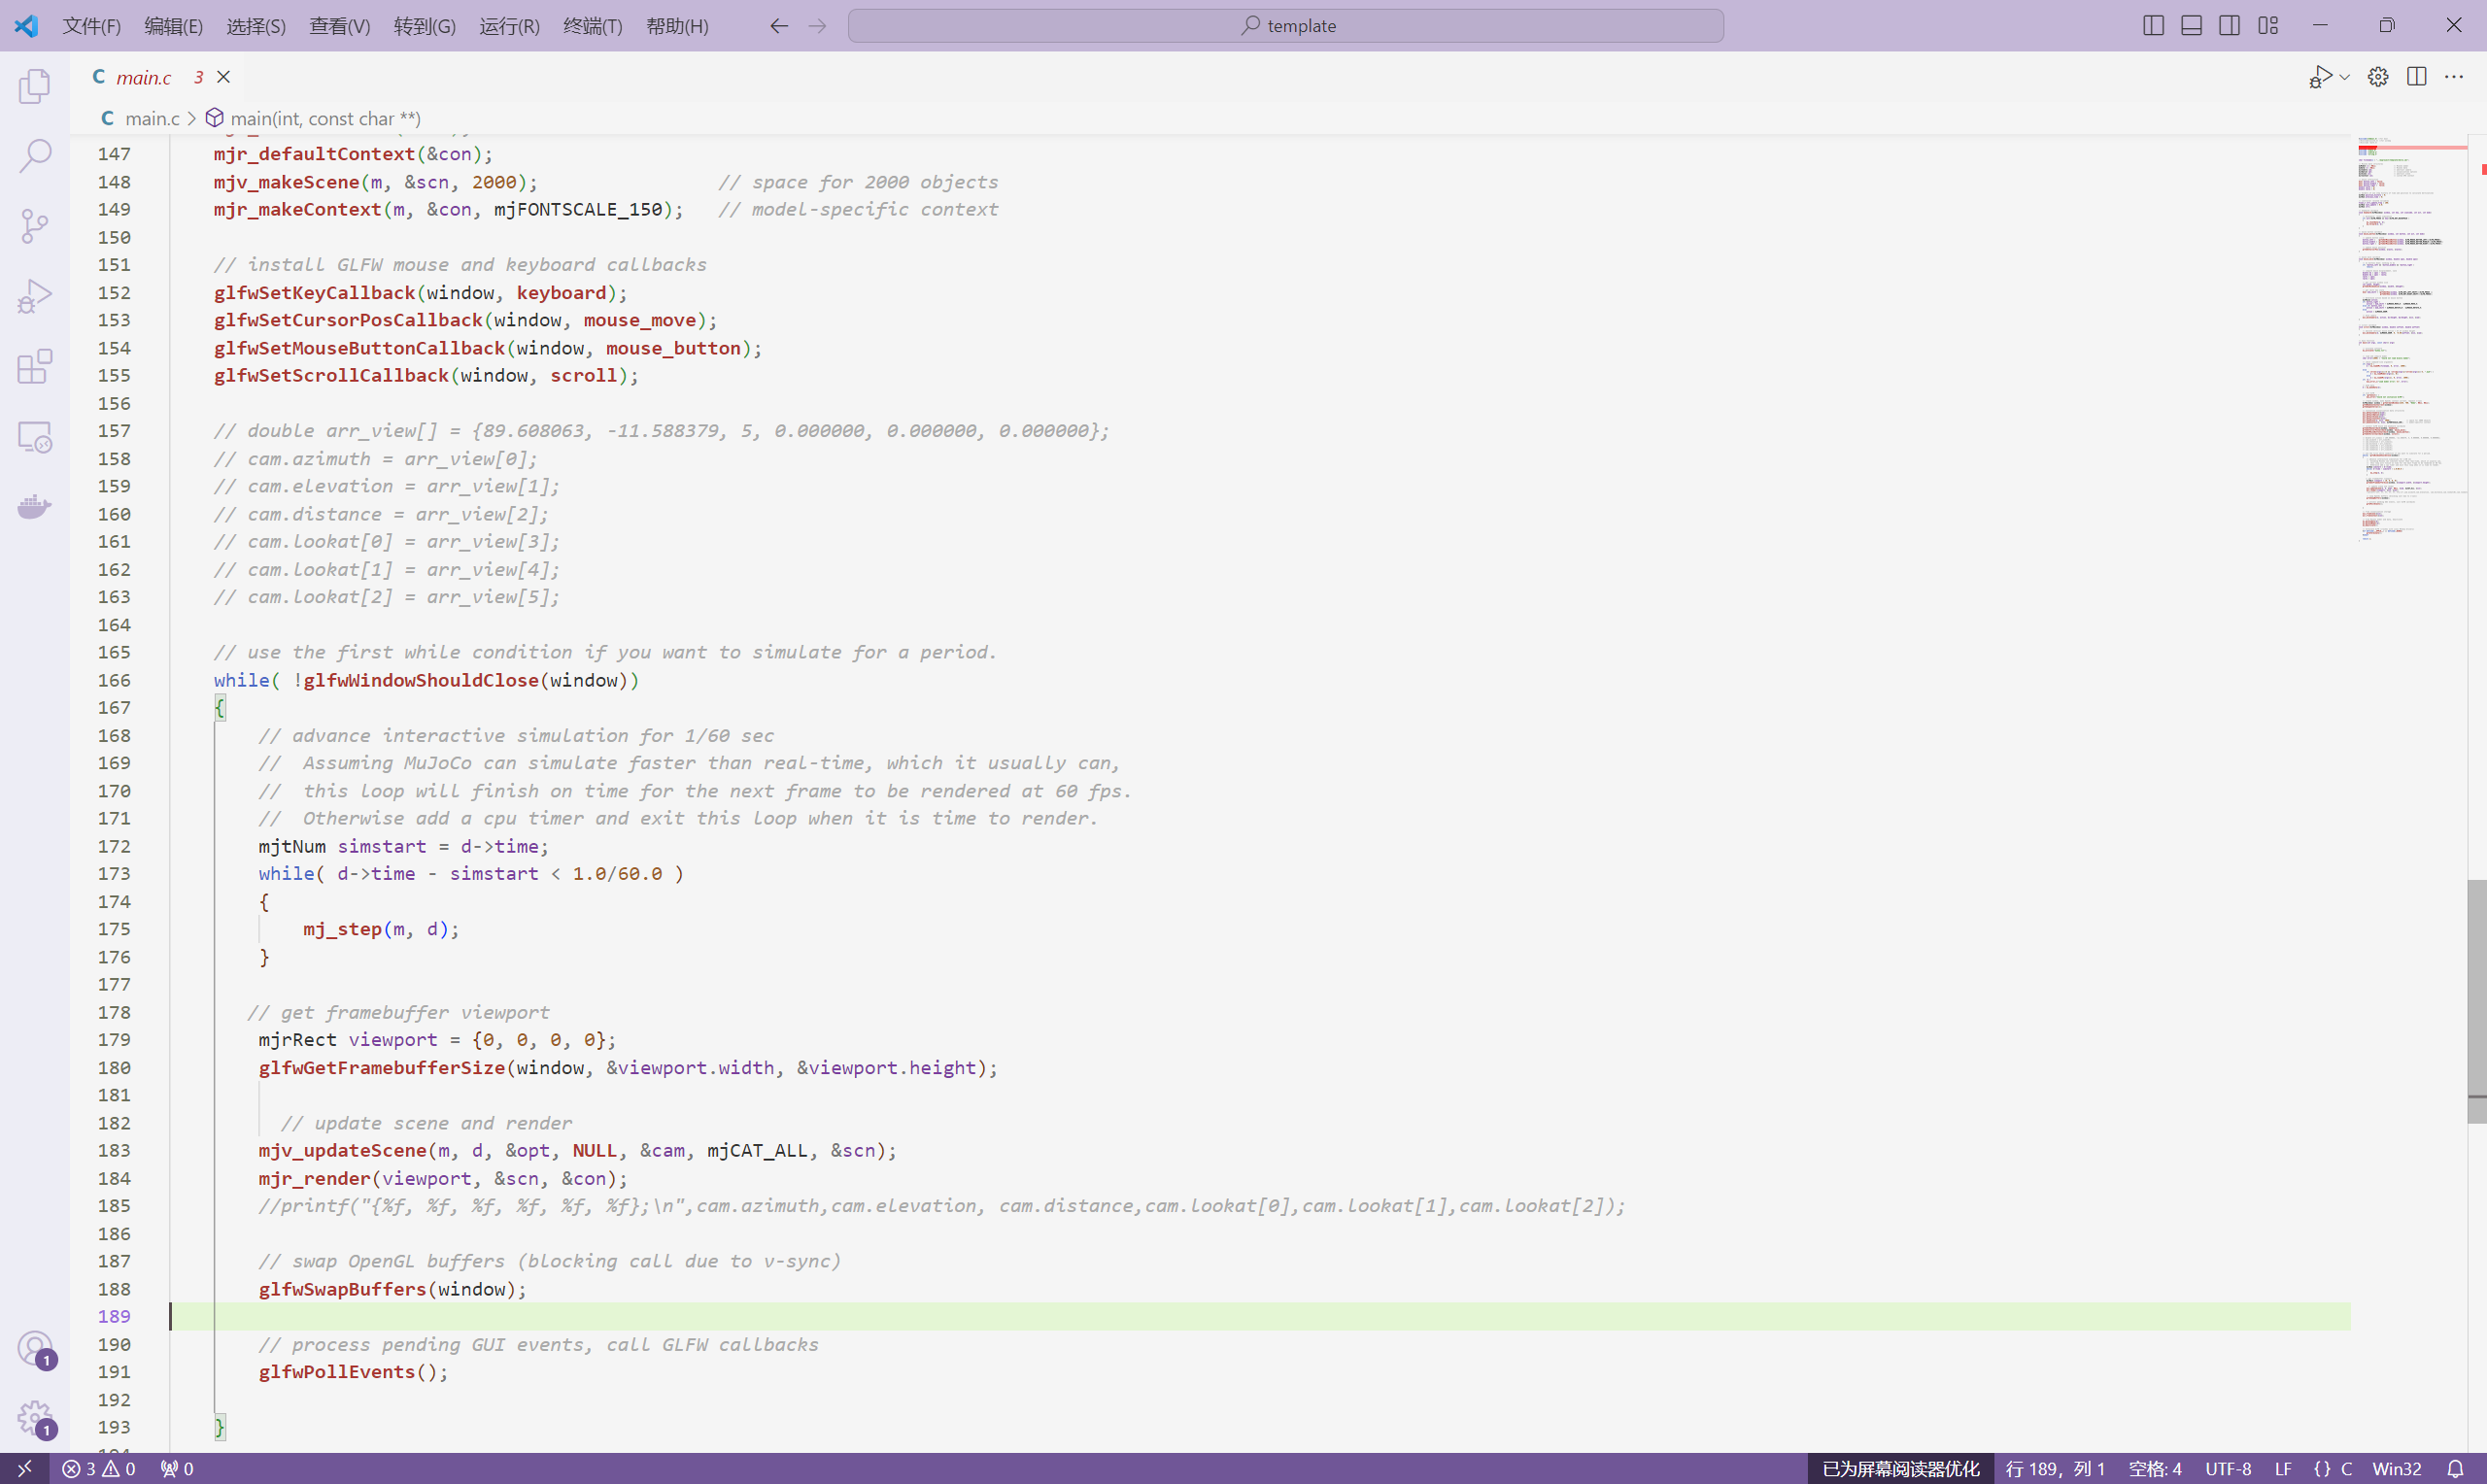 文件(F) 编辑(E) 选择(S) 查看(V) 转到(G) 运行(R) 终端(T) 帮助(H) template
C main.c 3
C main.c > main(int, const char **)
147 mjr_defaultContext(&con);
148 mjv_makeScene(m, &scn, 2000); // space for 2000 objects
149 mjr_makeContext(m, &con, mjFONTSCALE_150); // model-specific context
150
151 // install GLFW mouse and keyboard callbacks
152 glfwSetKeyCallback(window, keyboard);
153 glfwSetCursorPosCallback(window, mouse_move);
154 glfwSetMouseButtonCallback(window, mouse_button);
155 glfwSetScrollCallback(window, scroll);
156
157 // double arr_view[] = {89.608063, -11.588379, 5, 0.000000, 0.000000, 0.000000};
158 // cam.azimuth = arr_view[0];
159 // cam.elevation = arr_view[1];
160 // cam.distance = arr_view[2];
161 // cam.lookat[0] = arr_view[3];
162 // cam.lookat[1] = arr_view[4];
163 // cam.lookat[2] = arr_view[5];
164
165 // use the first while condition if you want to simulate for a period.
166 while( !glfwWindowShouldClose(window))
167 {
168 // advance interactive simulation for 1/60 sec
169 //  Assuming MuJoCo can simulate faster than real-time, which it usually can,
170 //  this loop will finish on time for the next frame to be rendered at 60 fps.
171 //  Otherwise add a cpu timer and exit this loop when it is time to render.
172 mjtNum simstart = d->time;
173 while( d->time - simstart < 1.0/60.0 )
174 {
175 mj_step(m, d);
176 }
177
178 // get framebuffer viewport
179 mjrRect viewport = {0, 0, 0, 0};
180 glfwGetFramebufferSize(window, &viewport.width, &viewport.height);
181
182 // update scene and render
183 mjv_updateScene(m, d, &opt, NULL, &cam, mjCAT_ALL, &scn);
184 mjr_render(viewport, &scn, &con);
185 //printf("{%f, %f, %f, %f, %f, %f};\n",cam.azimuth,cam.elevation, cam.distance,cam.lookat[0],cam.lookat[1],cam.lookat[2]);
186
187 // swap OpenGL buffers (blocking call due to v-sync)
188 glfwSwapBuffers(window);
189
190 // process pending GUI events, call GLFW callbacks
191 glfwPollEvents();
192
193 }
1
1
3 0 0 已为屏幕阅读器优化 行 189，列 1 空格: 4 UTF-8 LF {} C Win32